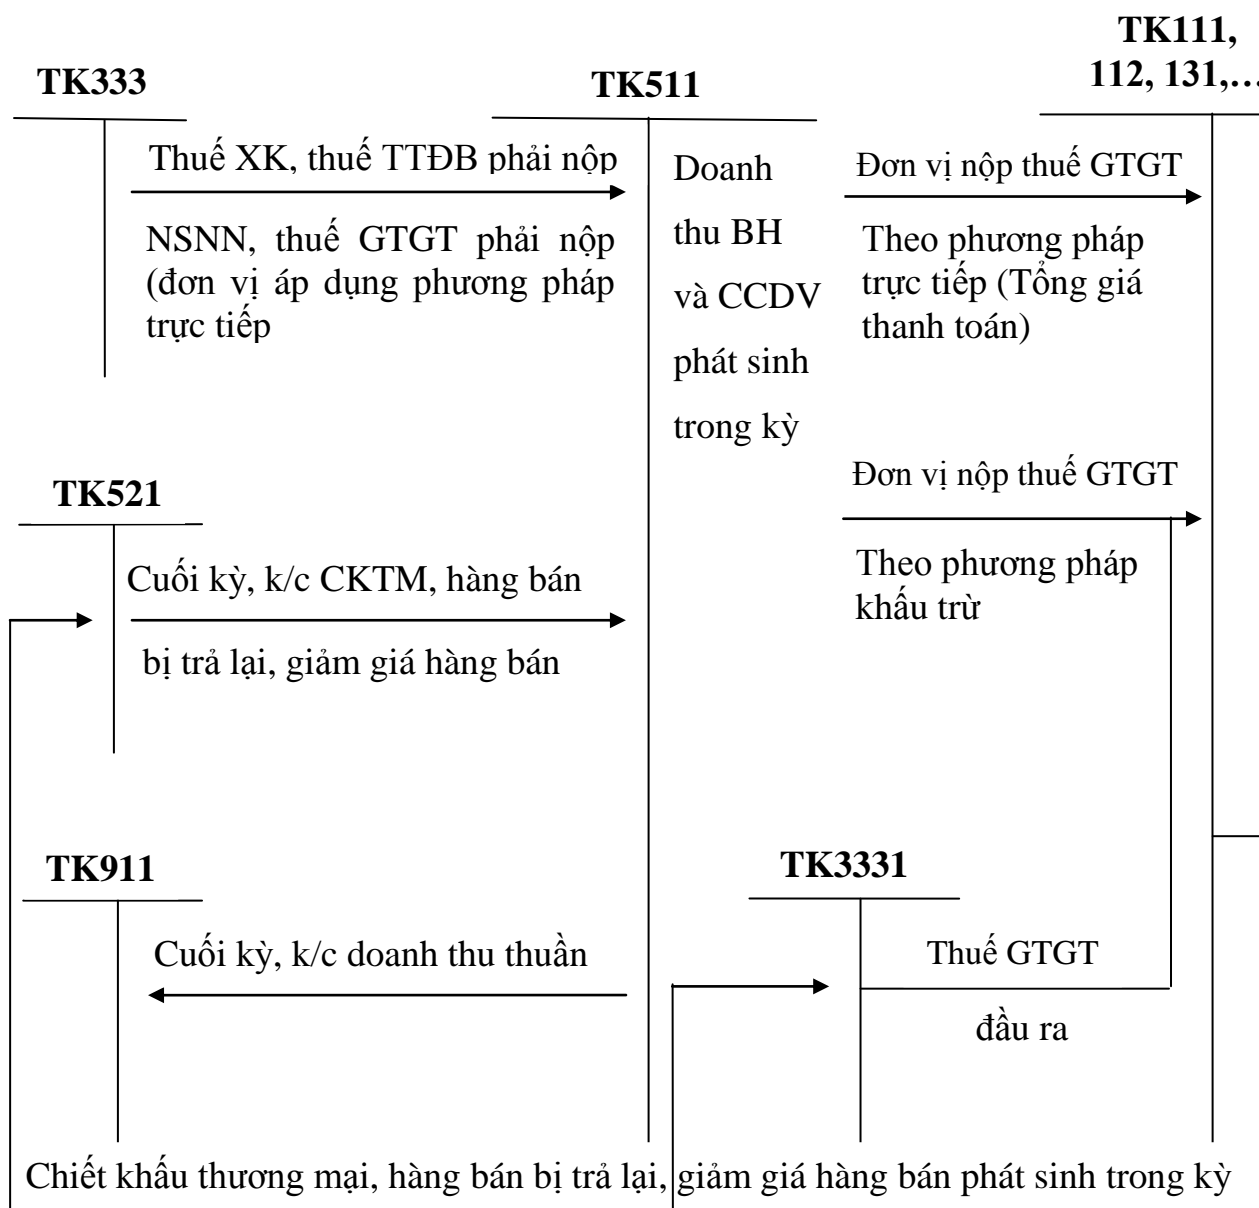 TK333
TK511
TK111,
112, 131,…
Thuế XK, thuế TTĐB phải nộp
NSNN, thuế GTGT phải nộp
(đơn vị áp dụng phương pháp
trực tiếp
Doanh
thu BH
và CCDV
phát sinh
trong kỳ
Đơn vị nộp thuế GTGT
Theo phương pháp
trực tiếp (Tổng giá
thanh toán)
TK521
Cuối kỳ, k/c CKTM, hàng bán
bị trả lại, giảm giá hàng bán
Đơn vị nộp thuế GTGT
Theo phương pháp
khấu trừ
TK911
Cuối kỳ, k/c doanh thu thuần
TK3331
Thuế GTGT
đầu ra
Chiết khấu thương mại, hàng bán bị trả lại, giảm giá hàng bán phát sinh trong kỳ